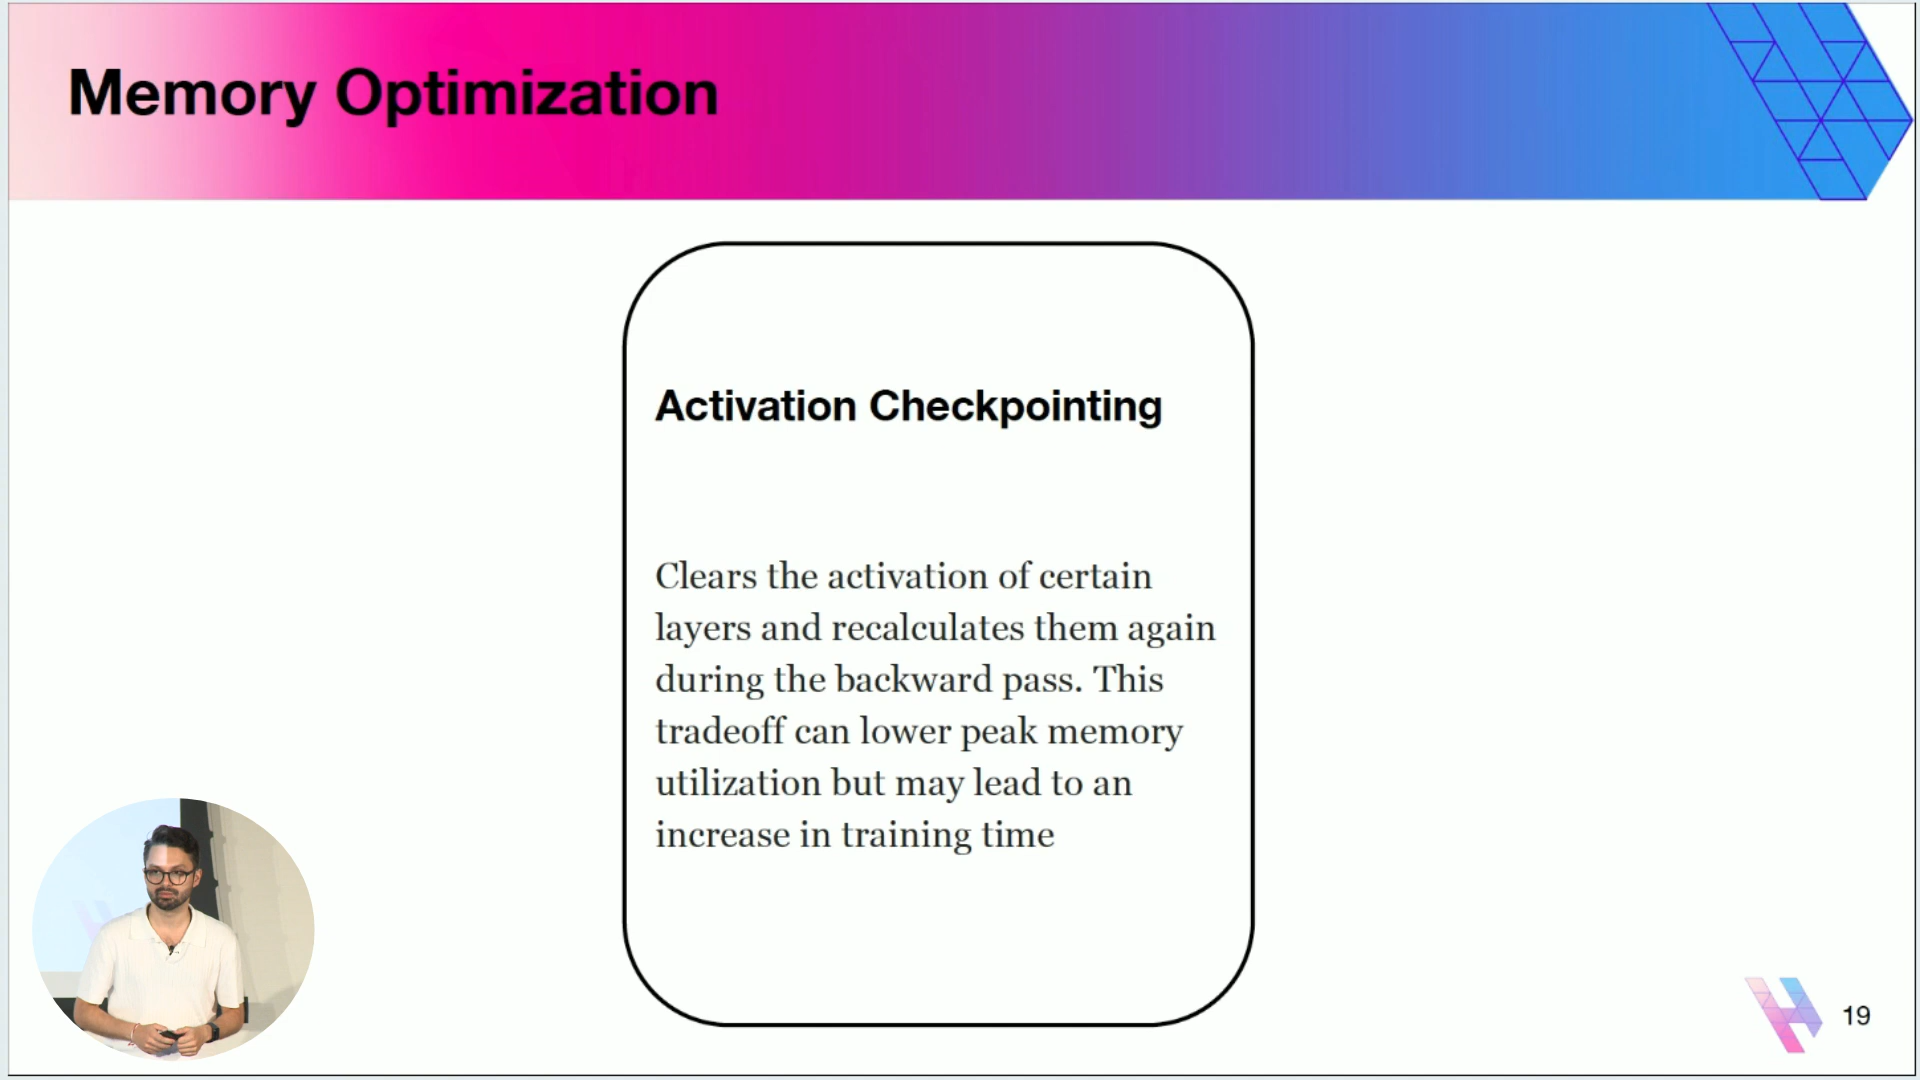 Memory Optimization
Activation Checkpointing
Clears the activation of certain
layers and recalculates them again
during the backward pass. This
tradeoff can lower peak memory
utilization but may lead to an
increase in training time
19